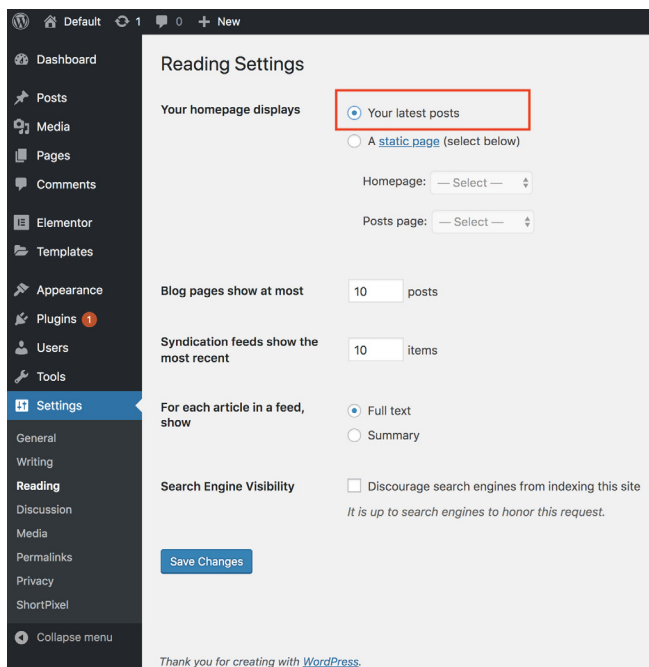 Default 1 0 + New
Dashboard
Posts
Media
Pages
Comments
Elementor
Templates
Appearance
Plugins 1
Users
Tools
Settings
General
Writing
Reading
Discussion
Media
Permalinks
Privacy
ShortPixel
Collapse menu
Reading Settings
Your homepage displays
Your latest posts
A static page (select below)
Homepage: — Select —
Posts page: — Select —
Blog pages show at most
10 posts
Syndication feeds show the
most recent
10 items
For each article in a feed,
show
Full text
Summary
Search Engine Visibility
Discourage search engines from indexing this site
It is up to search engines to honor this request.
Save Changes
Thank you for creating with WordPress.